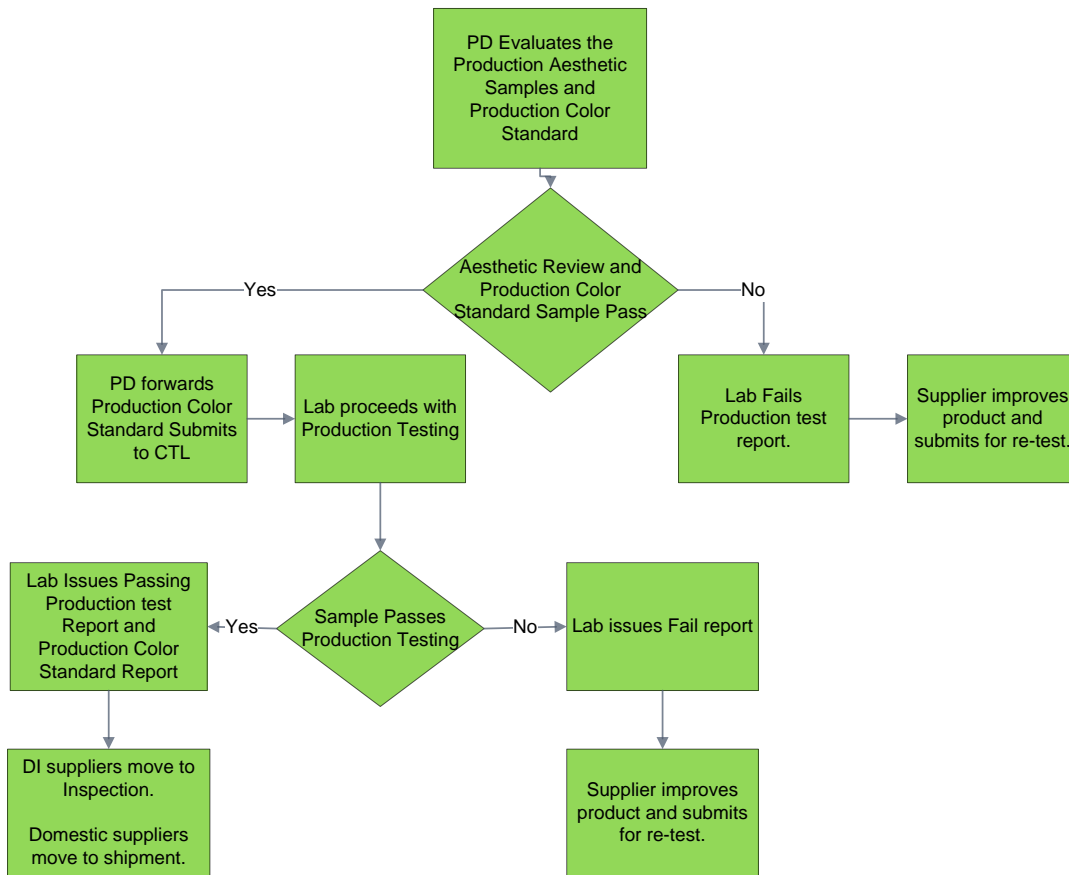 PD Evaluates the
Production Aesthetic
Samples and
Production Color
Standard
Aesthetic Review and
Production Color
Standard Sample Pass
Yes
No
PD forwards
Production Color
Standard Submits
to CTL
Lab proceeds with
Production Testing
Lab Fails
Production test
report.
Supplier improves
product and
submits for re-test.
Lab Issues Passing
Production test
Report and
Production Color
Standard Report
Yes
Sample Passes
Production Testing
No
Lab issues Fail report
DI suppliers move to
Inspection.
Domestic suppliers
move to shipment.
Supplier improves
product and submits
for re-test.